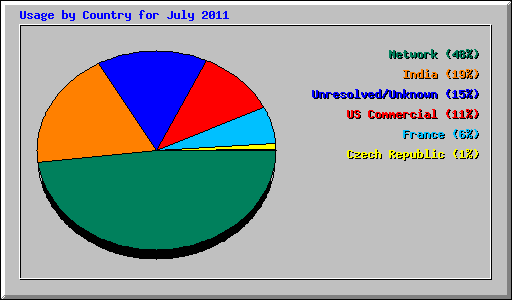 Usage by Country for July 2011
Network (48%)
India (19%)
Unresolved/Unknown (15%)
US Commercial (11%)
France (6%)
Czech Republic (1%)